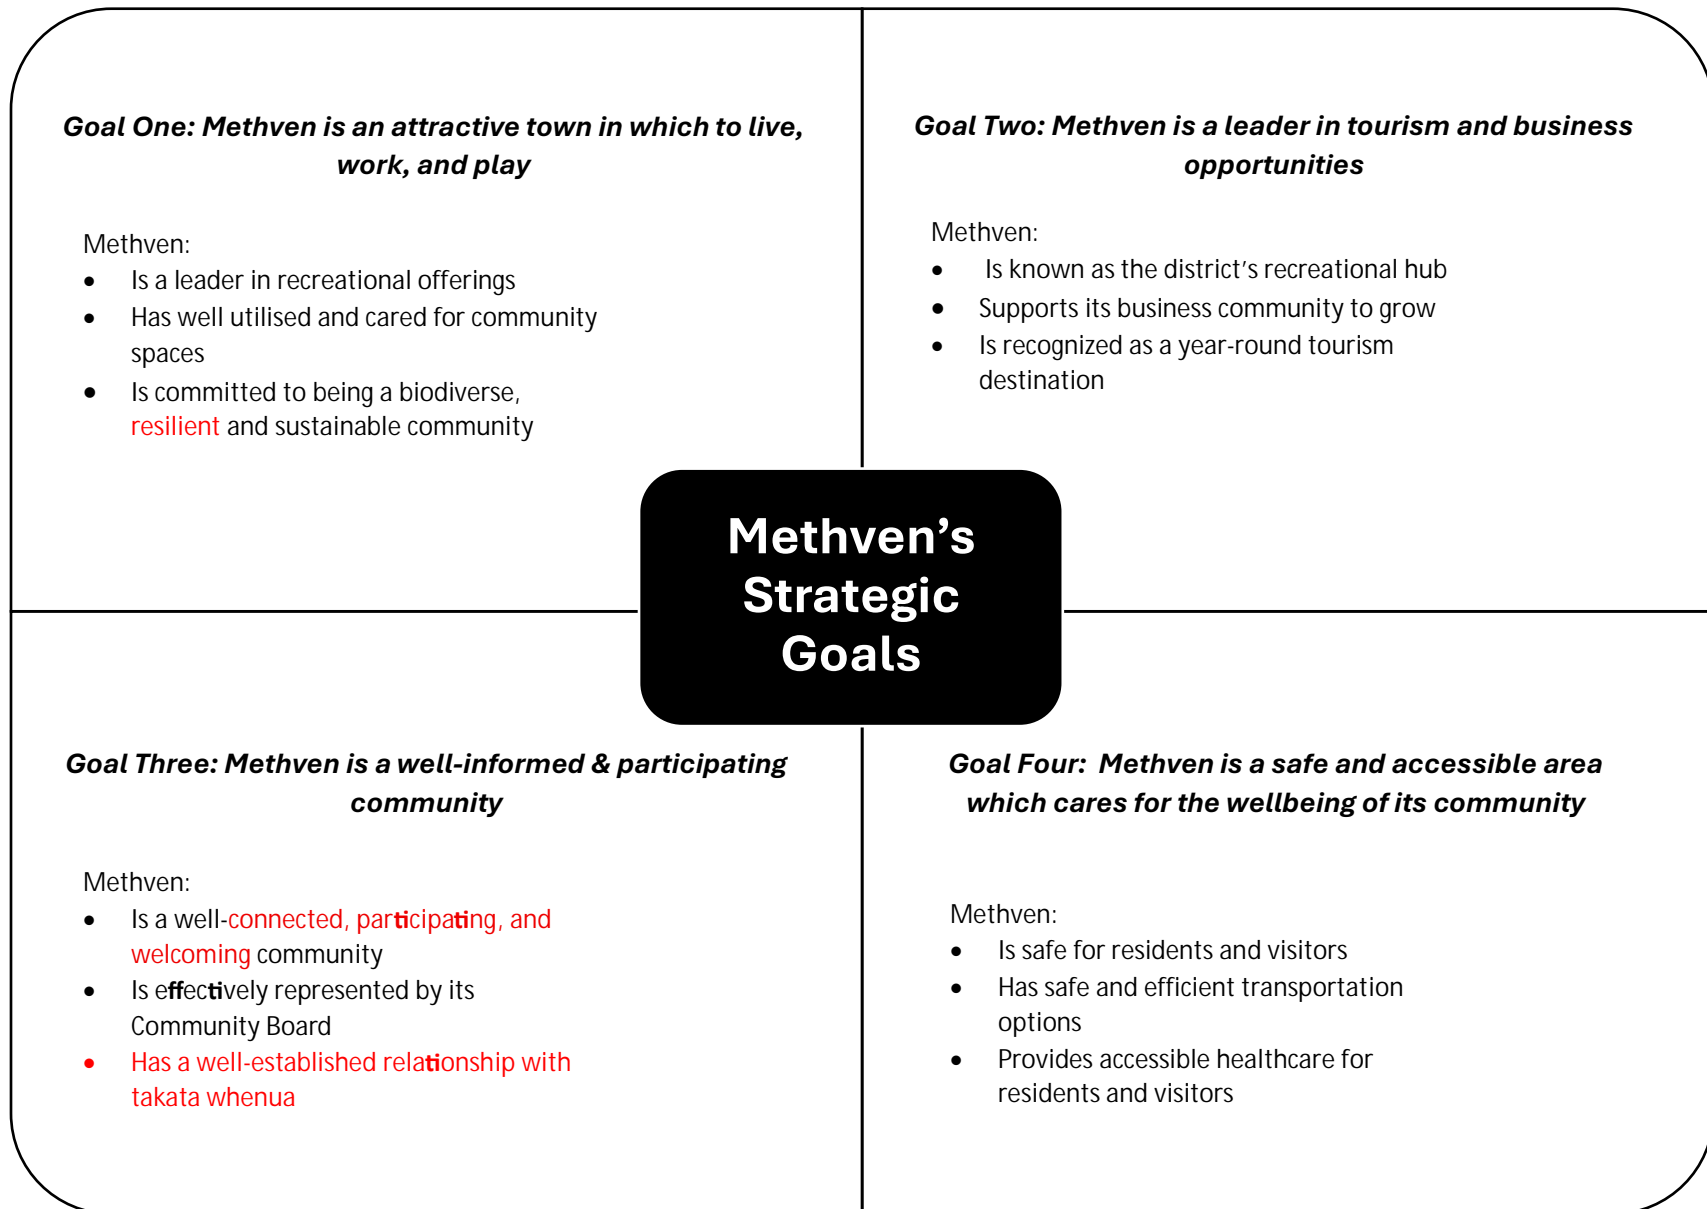 Goal One: Methven is an attractive town in which to live,
work, and play
Methven:
• Is a leader in recreational offerings
• Has well utilised and cared for community
spaces
• Is committed to being a biodiverse,
resilient and sustainable community
Goal Two: Methven is a leader in tourism and business
opportunities
Methven:
• Is known as the district’s recreational hub
• Supports its business community to grow
• Is recognized as a year-round tourism
destination
Methven’s
Strategic
Goals
Goal Three: Methven is a well-informed & participating
community
Methven:
• Is a well-connected, participating, and
welcoming community
• Is effectively represented by its
Community Board
• Has a well-established relationship with
takata whenua
Goal Four: Methven is a safe and accessible area
which cares for the wellbeing of its community
Methven:
• Is safe for residents and visitors
• Has safe and efficient transportation
options
• Provides accessible healthcare for
residents and visitors